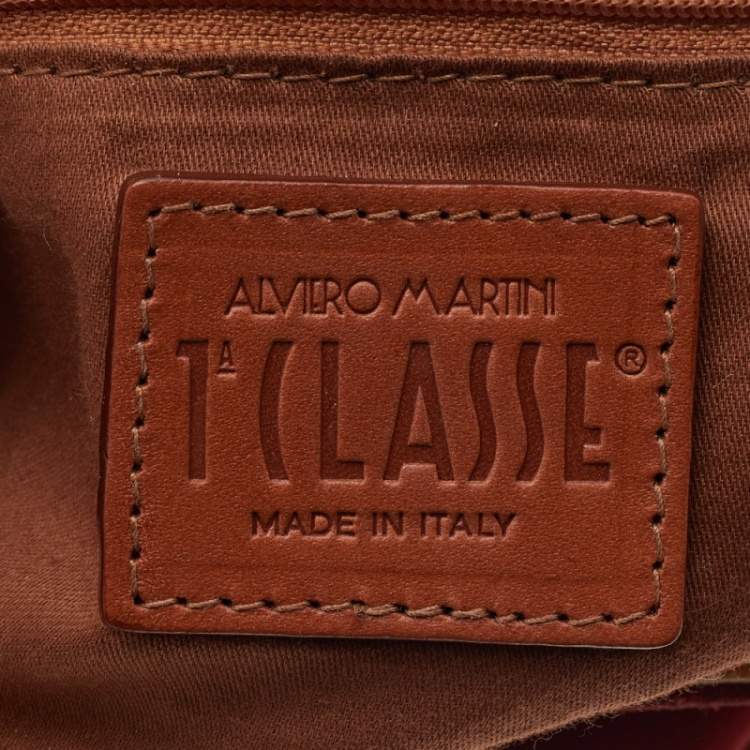 ALVIERO MARTINI
1ᴬ CLASSE®
MADE IN ITALY